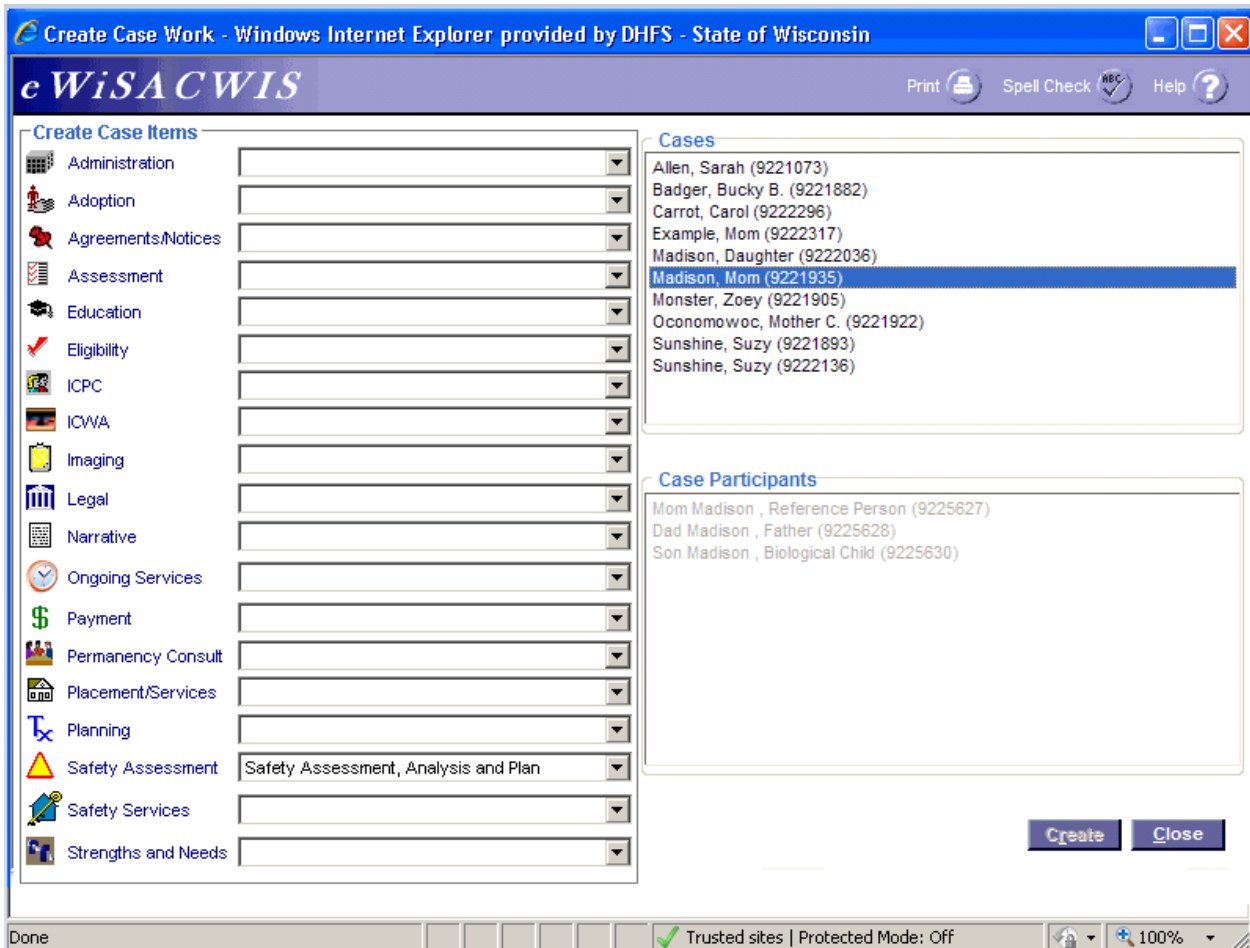 Create Case Work - Windows Internet Explorer provided by DHFS - State of Wisconsin
eWiSACWIS
Print Spell Check ABC Help ?
Create Case Items
Administration
Adoption
Agreements/Notices
Assessment
Education
Eligibility
ICPC
ICWA
Imaging
Legal
Narrative
Ongoing Services
$ Payment
Permanency Consult
Placement/Services
Tx Planning
Safety Assessment Safety Assessment, Analysis and Plan
Safety Services
Strengths and Needs
Cases
Allen, Sarah (9221073)
Badger, Bucky B. (9221882)
Carrot, Carol (9222296)
Example, Mom (9222317)
Madison, Daughter (9222036)
Madison, Mom (9221935)
Monster, Zoey (9221905)
Oconomowoc, Mother C. (9221922)
Sunshine, Suzy (9221893)
Sunshine, Suzy (9222136)
Case Participants
Mom Madison , Reference Person (9225627)
Dad Madison , Father (9225628)
Son Madison , Biological Child (9225630)
Create Close
Done Trusted sites | Protected Mode: Off 100%